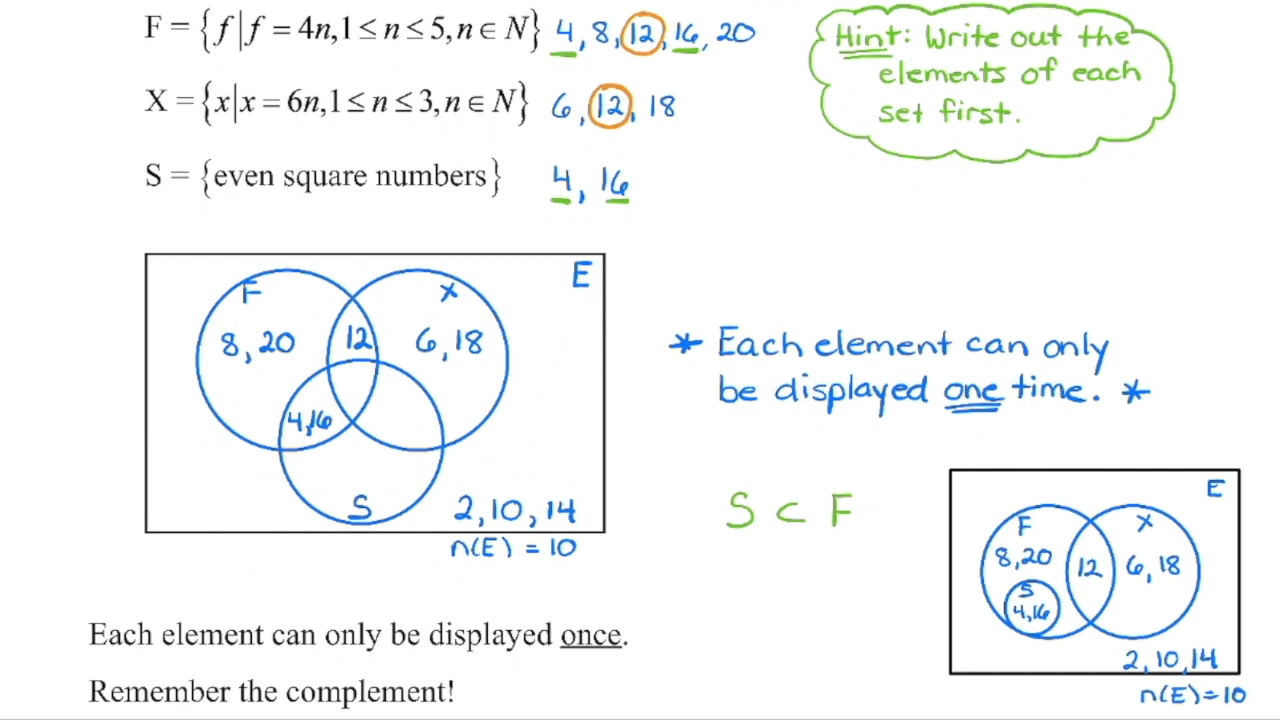 F = {f|f = 4n, 1 ≤ n ≤ 5, n ∈ N} 4, 8, 12, 16, 20
X = {x|x = 6n, 1 ≤ n ≤ 3, n ∈ N} 6, 12, 18
S = {even square numbers} 4, 16
Hint: Write out the
elements of each
set first.
E
F
X
8, 20
12
6, 18
4, 16
S
2, 10, 14
n(E) = 10
* Each element can only
be displayed one time. *
S ⊂ F
E
F
X
8, 20
12
6, 18
S
4, 16
2, 10, 14
n(E) = 10
Each element can only be displayed once.
Remember the complement!